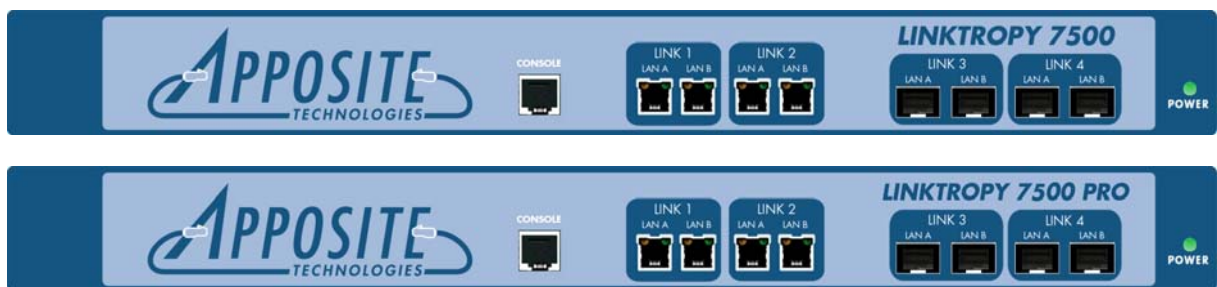 LINKTROPY 7500
APPOSITE
TECHNOLOGIES
CONSOLE
LINK 1
LINK 2
LAN A LAN B LAN A LAN B
LINK 3
LINK 4
LAN A LAN B LAN A LAN B
POWER
LINKTROPY 7500 PRO
APPOSITE
TECHNOLOGIES
CONSOLE
LINK 1
LINK 2
LAN A LAN B LAN A LAN B
LINK 3
LINK 4
LAN A LAN B LAN A LAN B
POWER